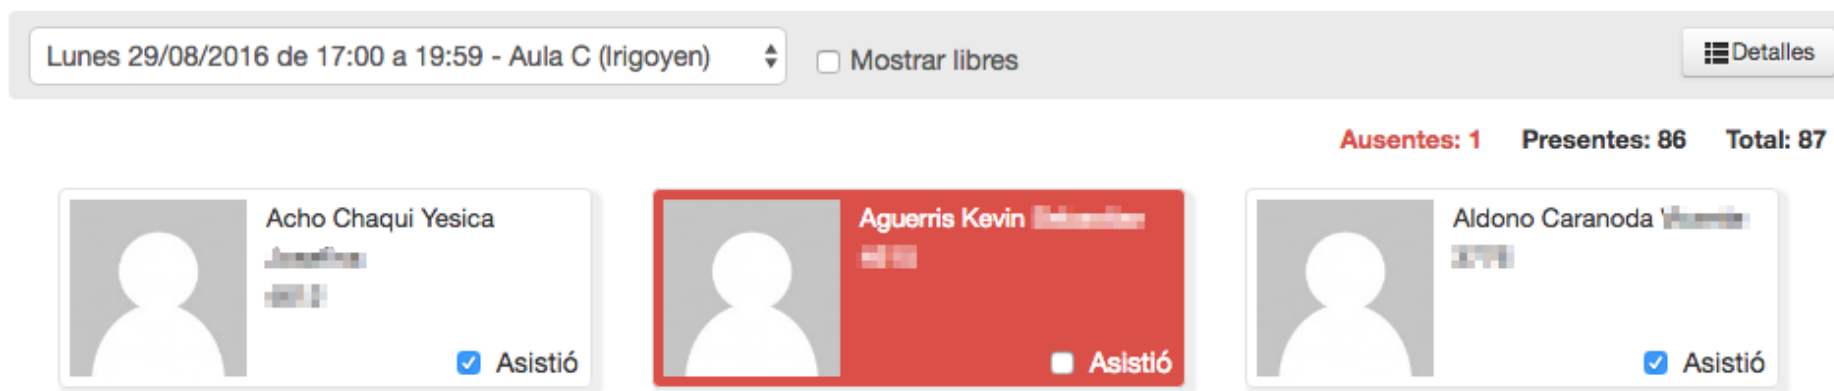 Lunes 29/08/2016 de 17:00 a 19:59 - Aula C (Irigoyen)
Mostrar libres
Detalles
Ausentes: 1 Presentes: 86 Total: 87
Acho Chaqui Yesica
Asistió
Aguerris Kevin
Asistió
Aldono Caranoda
Asistió